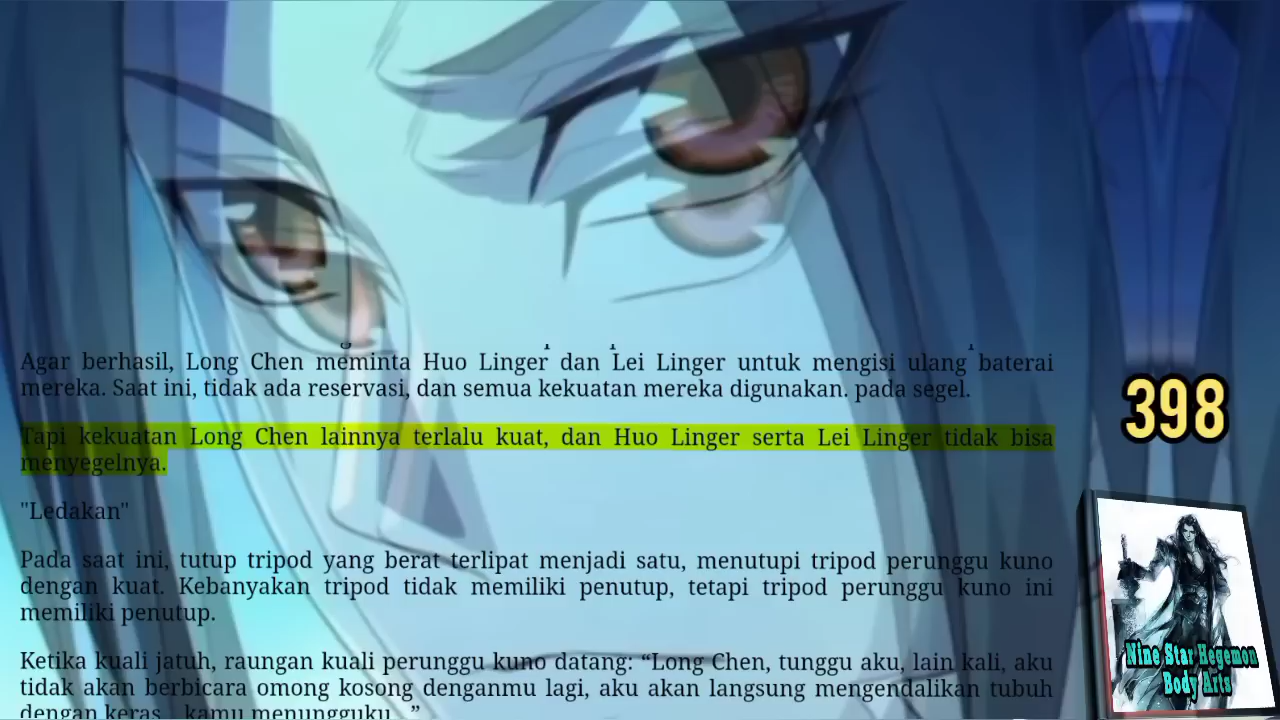 Agar berhasil, Long Chen meminta Huo Linger dan Lei Linger untuk mengisi ulang baterai
mereka. Saat ini, tidak ada reservasi, dan semua kekuatan mereka digunakan. pada segel.
Tapi kekuatan Long Chen lainnya terlalu kuat, dan Huo Linger serta Lei Linger tidak bisa
menyegelnya.
"Ledakan"
Pada saat ini, tutup tripod yang berat terlipat menjadi satu, menutupi tripod perunggu kuno
dengan kuat. Kebanyakan tripod tidak memiliki penutup, tetapi tripod perunggu kuno ini
memiliki penutup.
Ketika kuali jatuh, raungan kuali perunggu kuno datang: “Long Chen, tunggu aku, lain kali, aku
tidak akan berbicara omong kosong denganmu lagi, aku akan langsung mengendalikan tubuh
dengan keras, kamu menungguku
398
Nine Star Hegemon
Body Arts